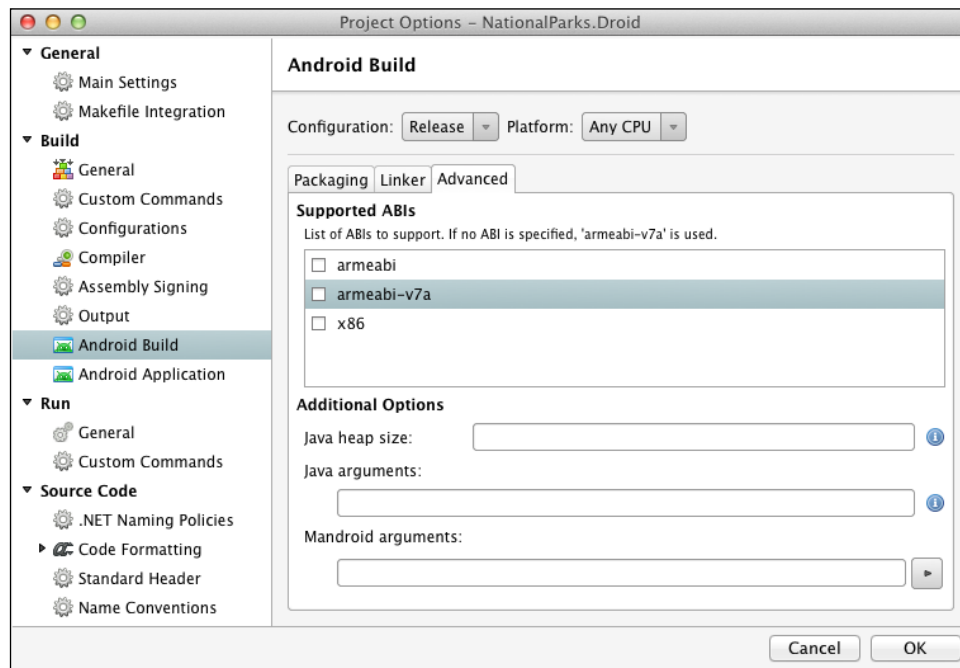 Project Options – NationalParks.Droid
General
Main Settings
Makefile Integration
Build
General
Custom Commands
Configurations
Compiler
Assembly Signing
Output
Android Build
Android Application
Run
General
Custom Commands
Source Code
.NET Naming Policies
Code Formatting
Standard Header
Name Conventions
Android Build
Configuration: Release Platform: Any CPU
Packaging Linker Advanced
Supported ABIs
List of ABIs to support. If no ABI is specified, 'armeabi-v7a' is used.
armeabi
armeabi-v7a
x86
Additional Options
Java heap size:
Java arguments:
Mandroid arguments:
Cancel OK